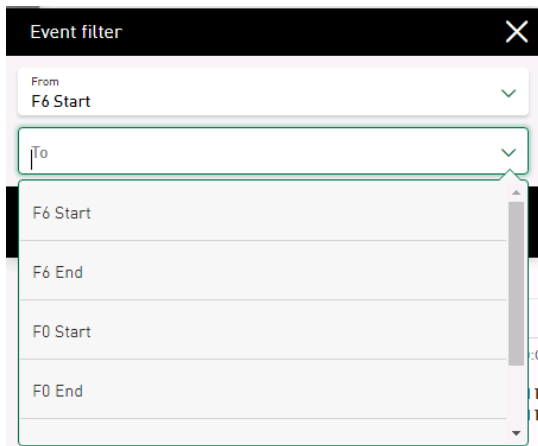 Event filter
From
F6 Start
To
F6 Start
F6 End
F0 Start
F0 End